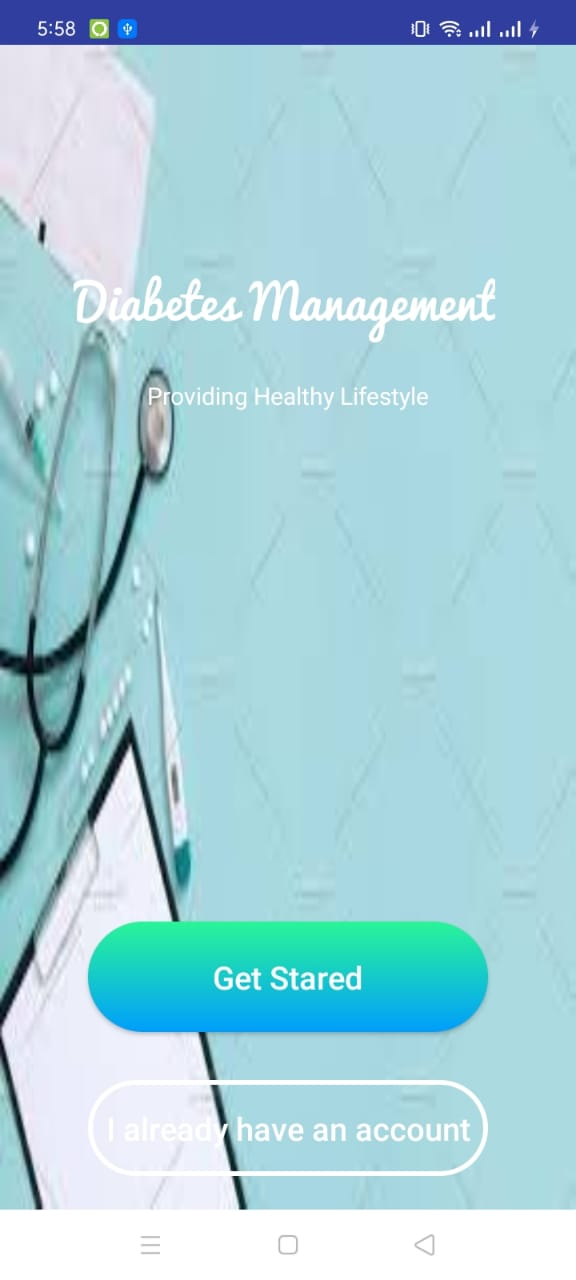 5:58
Diabetes Management
Providing Healthy Lifestyle
Get Stared
I already have an account